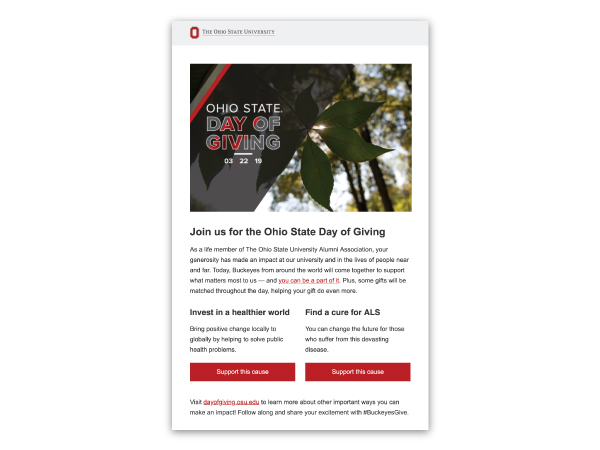 THE OHIO STATE UNIVERSITY
OHIO STATE.
DAY OF
GIVING
03 22 19
Join us for the Ohio State Day of Giving
As a life member of The Ohio State University Alumni Association, your
generosity has made an impact at our university and in the lives of people near
and far. Today, Buckeyes from around the world will come together to support
what matters most to us — and you can be a part of it. Plus, some gifts will be
matched throughout the day, helping your gift do even more.
Invest in a healthier world
Bring positive change locally to
globally by helping to solve public
health problems.
Support this cause
Find a cure for ALS
You can change the future for those
who suffer from this devasting
disease.
Support this cause
Visit dayofgiving.osu.edu to learn more about other important ways you can
make an impact! Follow along and share your excitement with #BuckeyesGive.